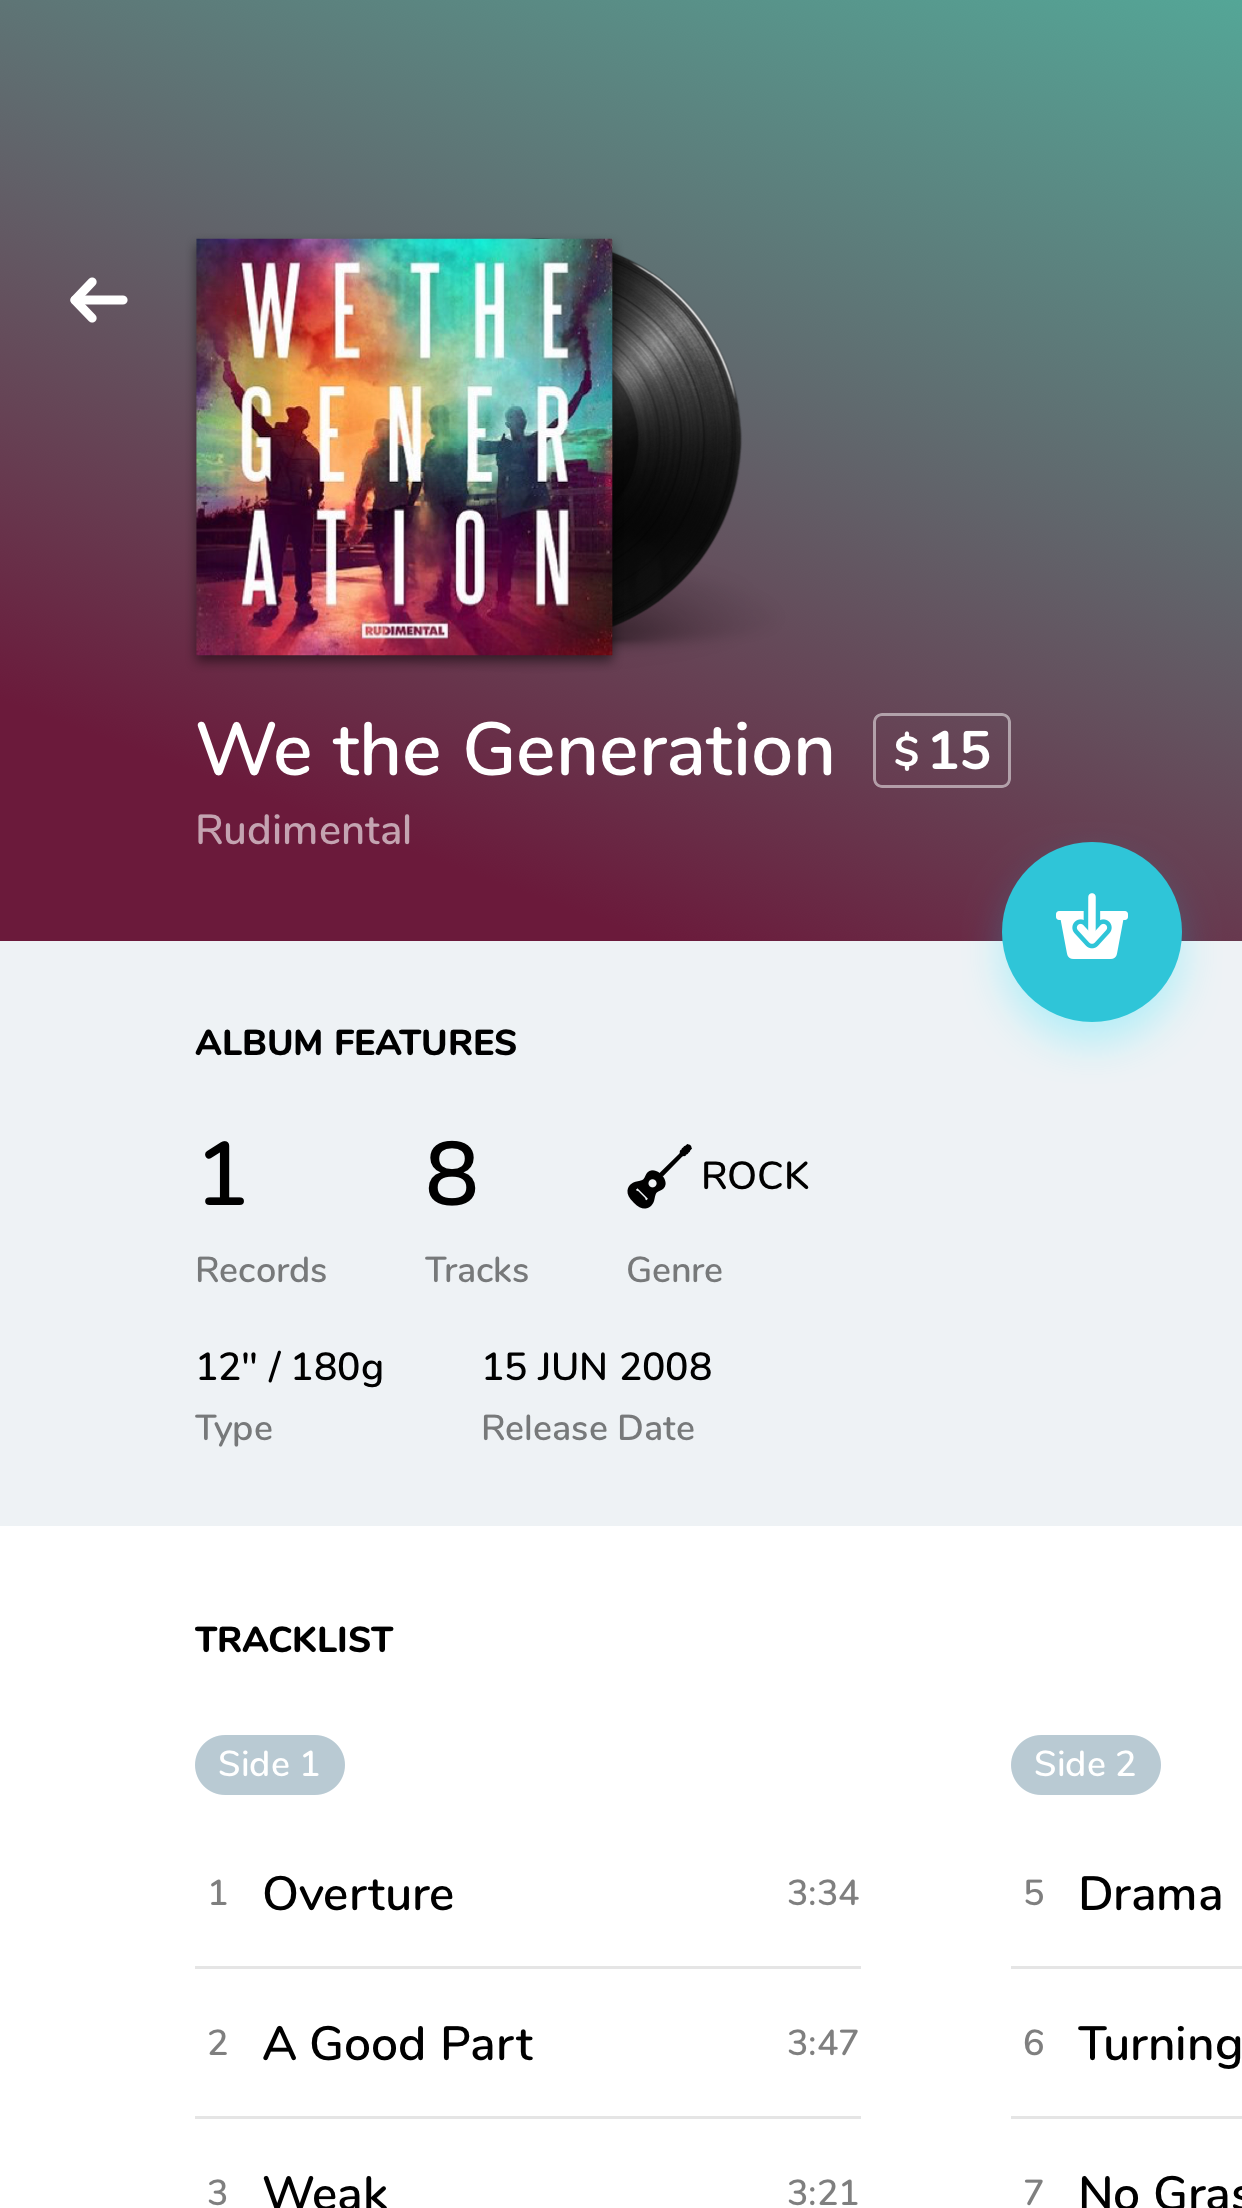 WE THE
GENER
ATION
RUDIMENTAL
We the Generation $ 15
Rudimental
ALBUM FEATURES
1 8 ROCK
Records Tracks Genre
12" / 180g 15 JUN 2008
Type Release Date
TRACKLIST
Side 1 Side 2
1 Overture 3:34 5 Drama
2 A Good Part 3:47 6 Turning
3 Weak 3:21 7 No Gras